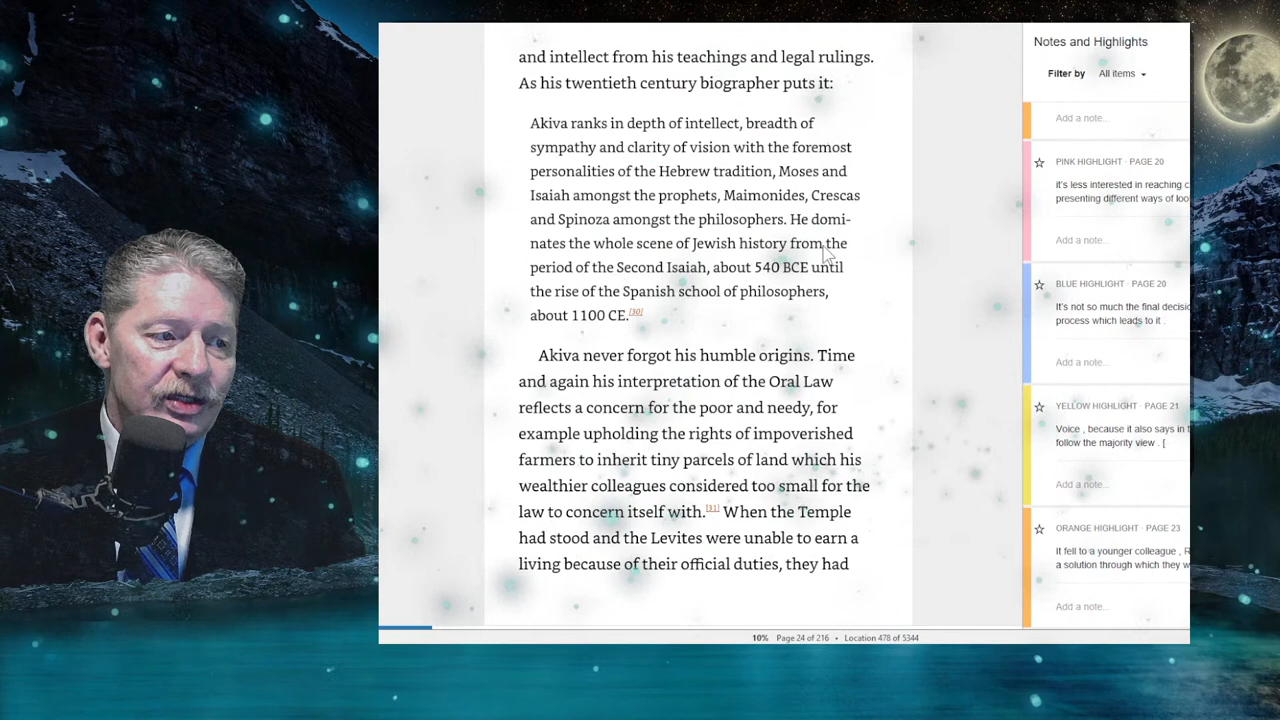 and intellect from his teachings and legal rulings.
As his twentieth century biographer puts it:
Akiva ranks in depth of intellect, breadth of
sympathy and clarity of vision with the foremost
personalities of the Hebrew tradition, Moses and
Isaiah amongst the prophets, Maimonides, Crescas
and Spinoza amongst the philosophers. He domi-
nates the whole scene of Jewish history from the
period of the Second Isaiah, about 540 BCE until
the rise of the Spanish school of philosophers,
about 1100 CE.[30]
Akiva never forgot his humble origins. Time
and again his interpretation of the Oral Law
reflects a concern for the poor and needy, for
example upholding the rights of impoverished
farmers to inherit tiny parcels of land which his
wealthier colleagues considered too small for the
law to concern itself with.[31] When the Temple
had stood and the Levites were unable to earn a
living because of their official duties, they had
10% Page 24 of 216 • Location 478 of 5344
Notes and Highlights
Filter by All items
Add a note...
PINK HIGHLIGHT · PAGE 20
it's less interested in reaching c
presenting different ways of loo
Add a note...
BLUE HIGHLIGHT · PAGE 20
It's not so much the final decisi
process which leads to it .
Add a note...
YELLOW HIGHLIGHT · PAGE 21
Voice , because it also says in t
follow the majority view . [
Add a note...
ORANGE HIGHLIGHT · PAGE 23
It fell to a younger colleague , R
a solution through which they w
Add a note...